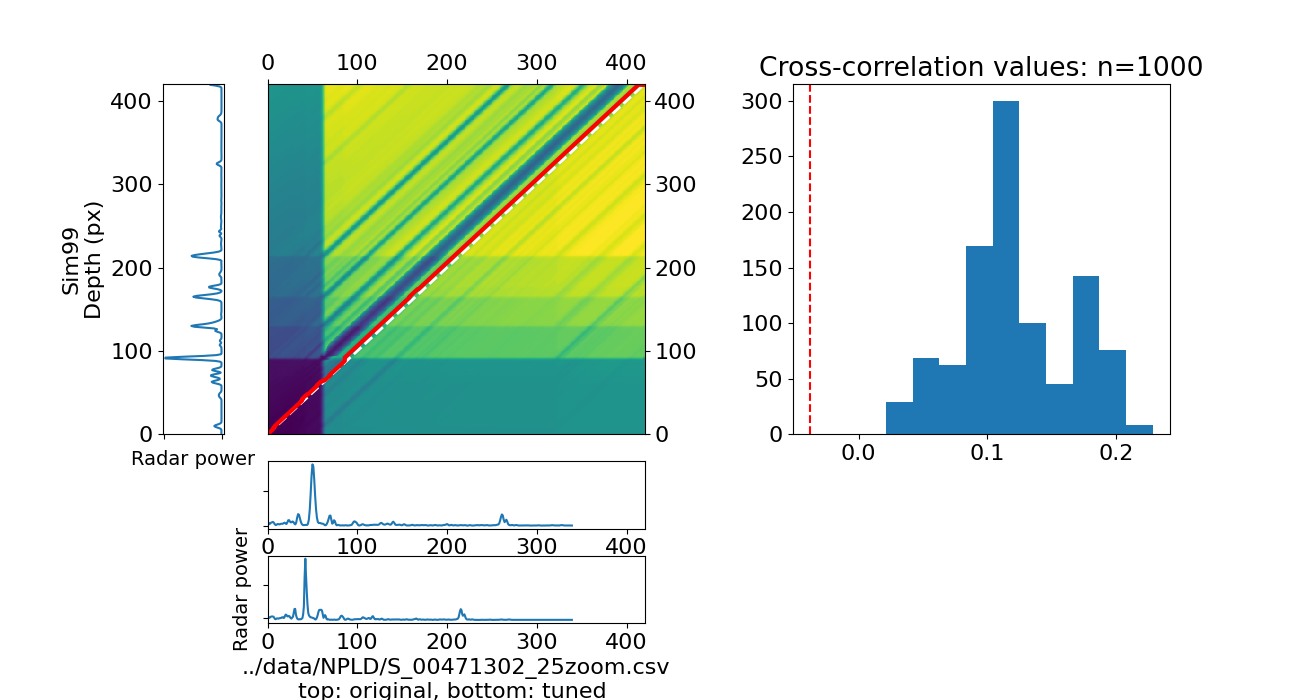 Cross-correlation values: n=1000
0 100 200 300 400
400
300
200
100
0
Sim99
Depth (px)
Radar power
400
300
200
100
0
300
250
200
150
100
50
0
0.0 0.1 0.2
0 100 200 300 400
Radar power
0 100 200 300 400
../data/NPLD/S_00471302_25zoom.csv
top: original, bottom: tuned